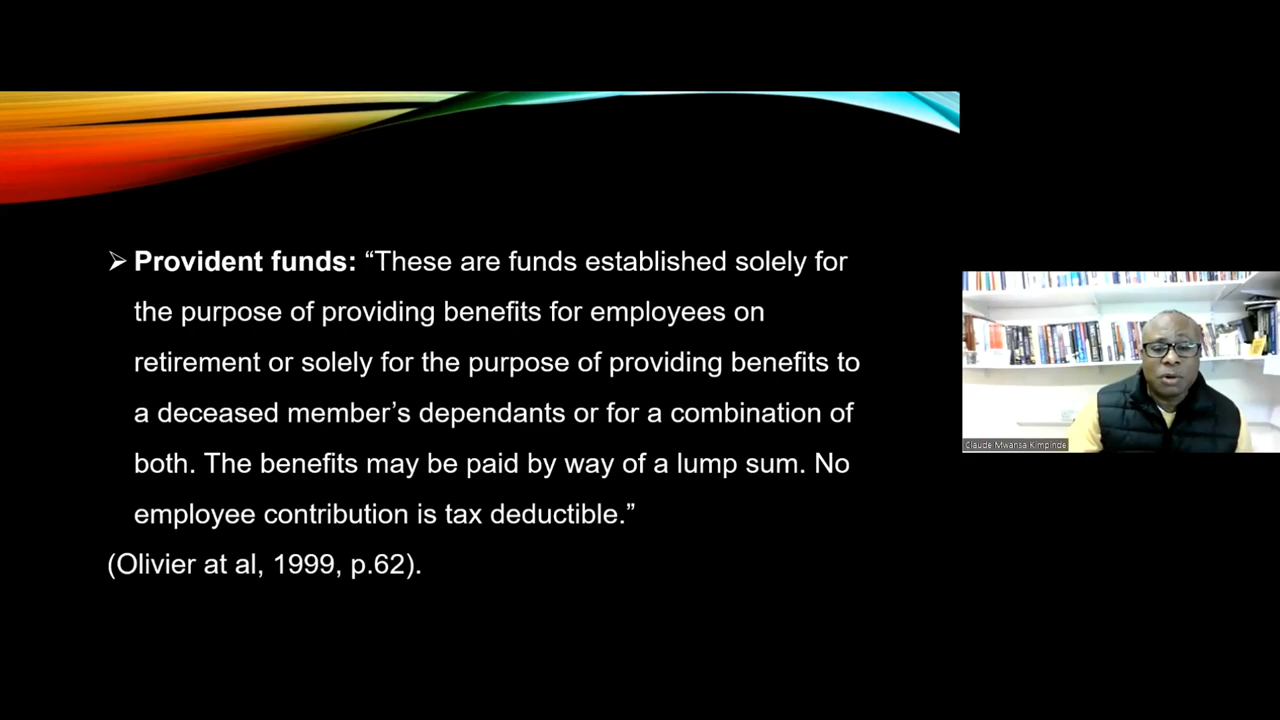 ➢ Provident funds: “These are funds established solely for
the purpose of providing benefits for employees on
retirement or solely for the purpose of providing benefits to
a deceased member’s dependants or for a combination of
both. The benefits may be paid by way of a lump sum. No
employee contribution is tax deductible.”
(Olivier at al, 1999, p.62).
Claude Mwansa Kimpinde